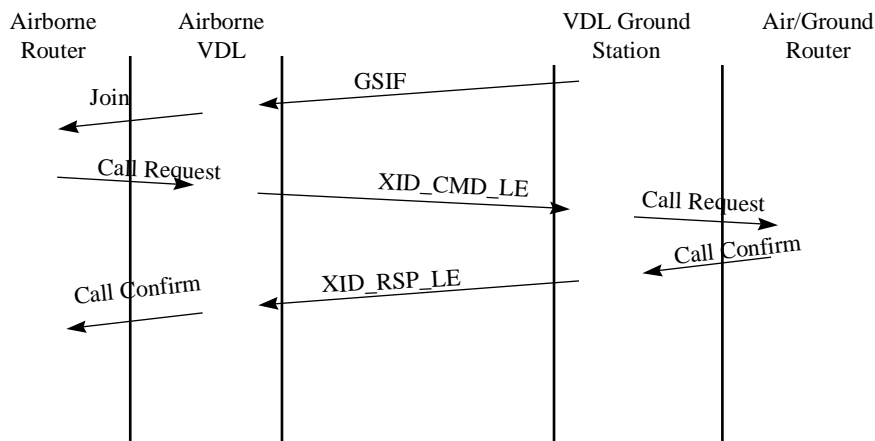 Airborne
Router
Airborne
VDL
VDL Ground
Station
Air/Ground
Router
GSIF
Join
Call Request
XID_CMD_LE
Call Request
Call Confirm
XID_RSP_LE
Call Confirm